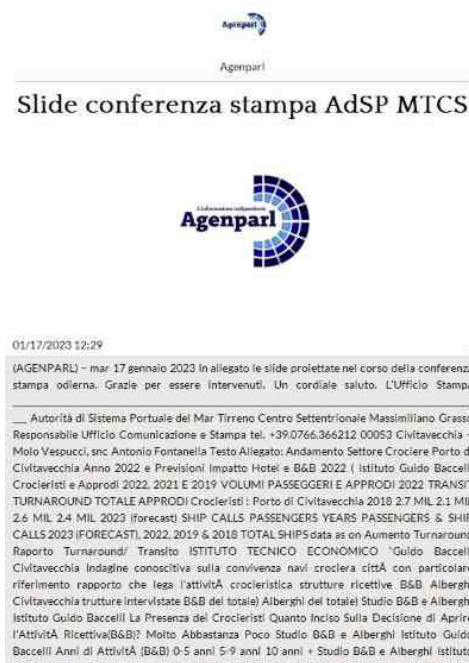 Agenparl
Agenparl
Slide conferenza stampa AdSP MTCS
L'informazione indipendente
Agenparl
01/17/2023 12:29
(AGENPARL) – mar 17 gennaio 2023 In allegato le slide proiettate nel corso della conferenza
stampa odierna. Grazie per essere intervenuti. Un cordiale saluto. L'Ufficio Stampa
__ Autorità di Sistema Portuale del Mar Tirreno Centro Settentrionale Massimiliano Grasso
Responsabile Ufficio Comunicazione e Stampa tel. +39.0766.366212 00053 Civitavecchia –
Molo Vespucci, snc Antonio Fontanella Testo Allegato: Andamento Settore Crociere Porto di
Civitavecchia Anno 2022 e Previsioni Impatto Hotel e B&B 2022 ( Istituto Guido Baccelli
Crocieristi e Approdi 2022, 2021 E 2019 VOLUMI PASSEGGERI E APPRODI 2022 TRANSIT
TURNAROUND TOTALE APPRODI Crocieristi : Porto di Civitavecchia 2018 2.7 MIL 2.1 MIL
2.6 MIL 2.4 MIL 2023 (forecast) SHIP CALLS PASSENGERS YEARS PASSENGERS & SHIP
CALLS 2023 (FORECAST), 2022, 2019 & 2018 TOTAL SHIPS data as on Aumento Turnaround
Raporto Turnaround/ Transito ISTITUTO TECNICO ECONOMICO "Guido Baccelli
Civitavecchia Indagine conoscitiva sulla convivenza navi crociera cittÃ con particolare
riferimento rapporto che lega l'attivitÃ crocieristica strutture ricettive B&B Alberghi
Civitavecchia trutture intervistate B&B del totale) Alberghi del totale) Studio B&B e Alberghi
Istituto Guido Baccelli La Presenza dei Crocieristi Quanto Inciso Sulla Decisione di Aprire
l'AttivitÃ Ricettiva(B&B)? Molto Abbastanza Poco Studio B&B e Alberghi Istituto Guido
Baccelli Anni di AttivitÃ (B&B) 0-5 anni 5-9 anni 10 anni + Studio B&B e Alberghi Istituto